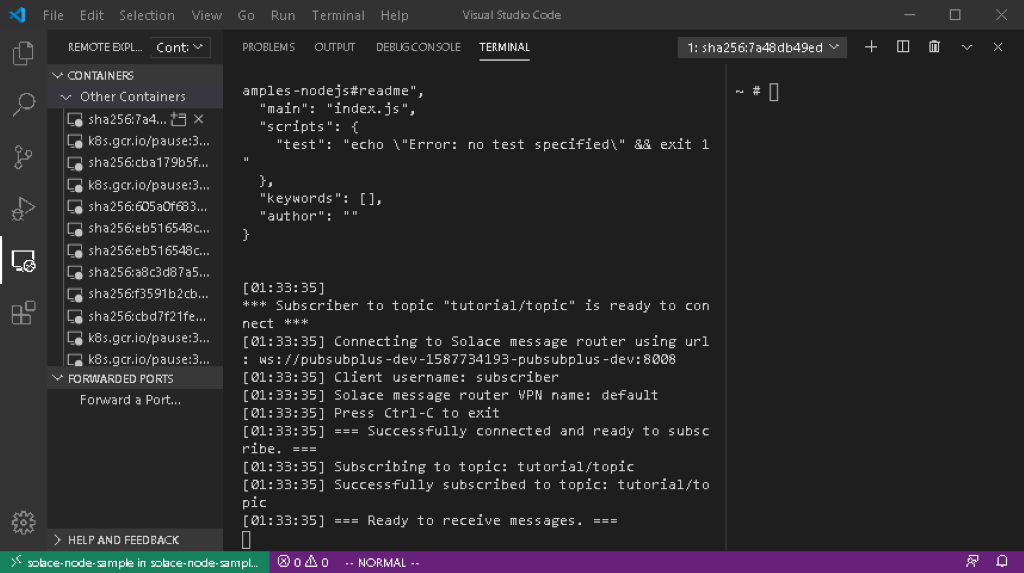 File Edit Selection View Go Run Terminal Help Visual Studio Code
REMOTE EXPL... Cont:
PROBLEMS OUTPUT DEBUG CONSOLE TERMINAL 1: sha256:7a48db49ed
CONTAINERS
Other Containers
sha256:7a4...
k8s.gcr.io/pause:3...
sha256:cba179b5f...
k8s.gcr.io/pause:3...
sha256:605a0f683...
sha256:eb516548c...
sha256:eb516548c...
sha256:a8c3d87a5...
sha256:f3591b2cb...
sha256:cbd7f21fe...
k8s.gcr.io/pause:3...
k8s.gcr.io/pause:3...
FORWARDED PORTS
Forward a Port...
HELP AND FEEDBACK
amples-nodejs#readme",
"main": "index.js",
"scripts": {
"test": "echo \"Error: no test specified\" && exit 1
"
},
"keywords": [],
"author": ""
}
[01:33:35]
*** Subscriber to topic "tutorial/topic" is ready to con
nect ***
[01:33:35] Connecting to Solace message router using url
: ws://pubsubplus-dev-1587734193-pubsubplus-dev:8008
[01:33:35] Client username: subscriber
[01:33:35] Solace message router VPN name: default
[01:33:35] Press Ctrl-C to exit
[01:33:35] === Successfully connected and ready to subsc
ribe. ===
[01:33:35] Subscribing to topic: tutorial/topic
[01:33:35] Successfully subscribed to topic: tutorial/to
pic
[01:33:35] === Ready to receive messages. ===
~ #
solace-node-sample in solace-node-sampl... 0 0 -- NORMAL --